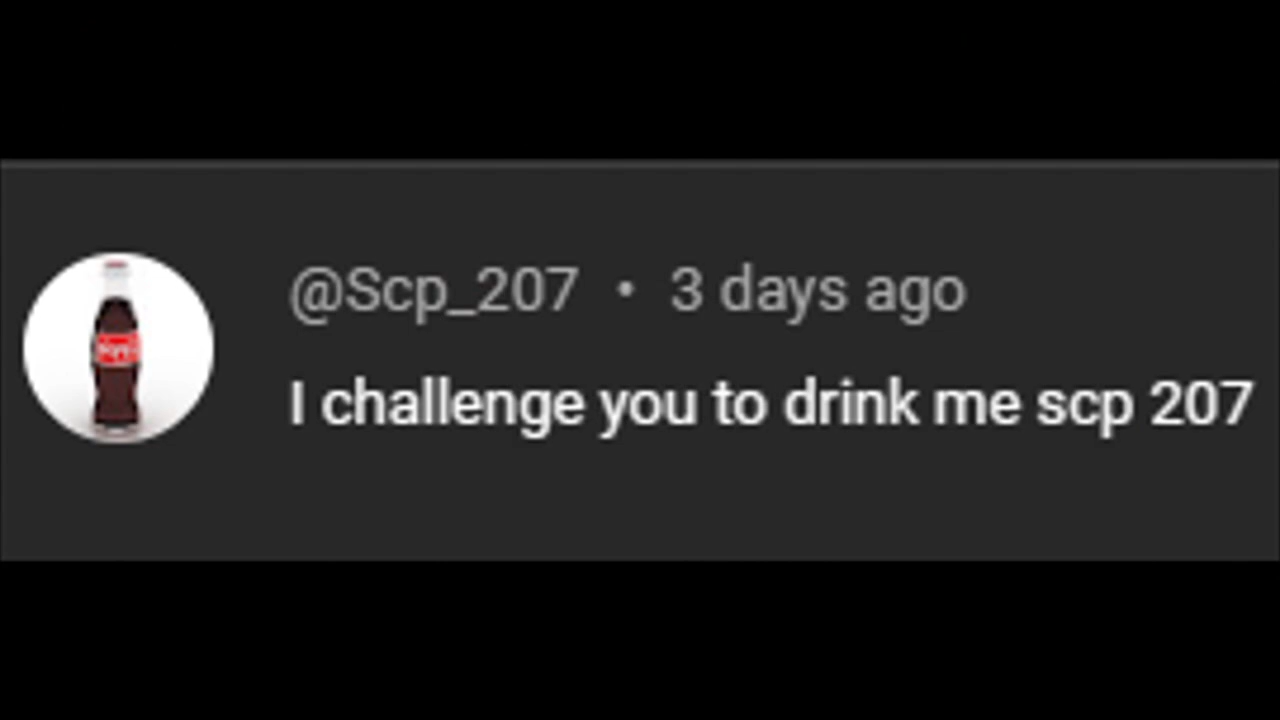 @Scp_207 • 3 days ago
I challenge you to drink me scp 207